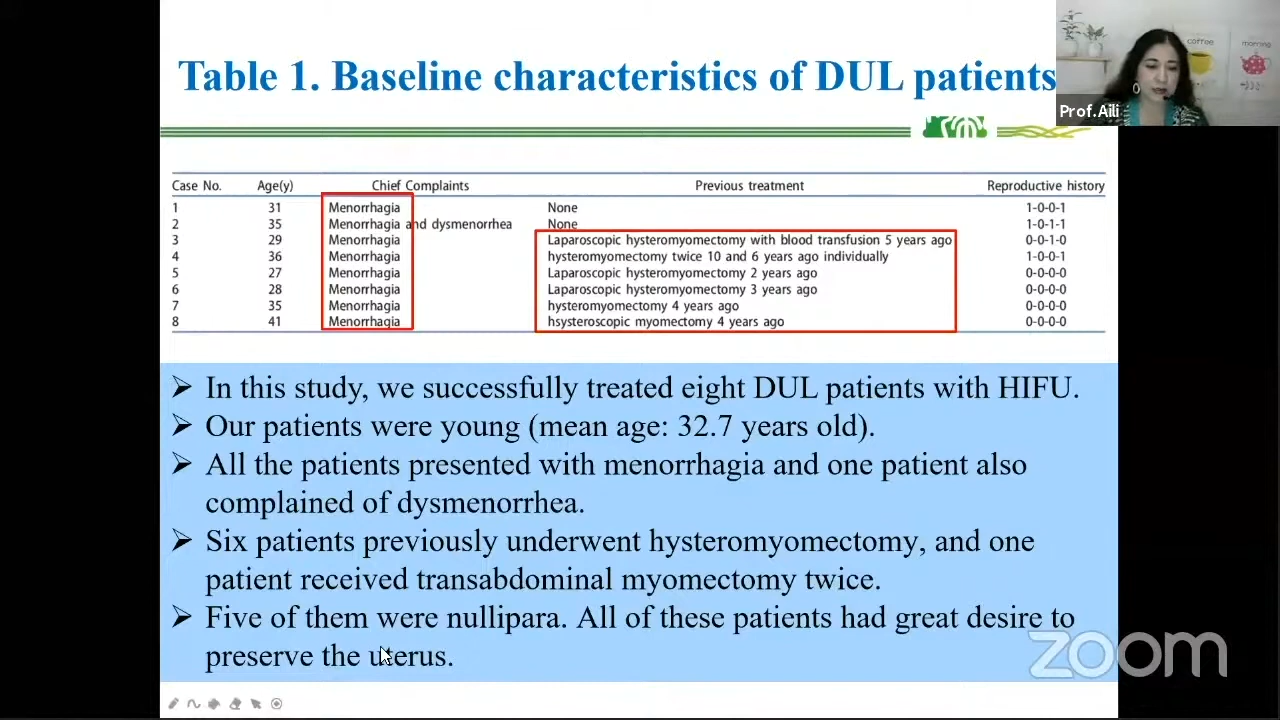 Table 1. Baseline characteristics of DUL patients
coffee
morning
Prof.Aili
Case No. Age(y) Chief Complaints Previous treatment Reproductive history
1 31 Menorrhagia None 1-0-0-1
2 35 Menorrhagia and dysmenorrhea None 1-0-1-1
3 29 Menorrhagia Laparoscopic hysteromyomectomy with blood transfusion 5 years ago 0-0-1-0
4 36 Menorrhagia hysteromyomectomy twice 10 and 6 years ago individually 1-0-0-1
5 27 Menorrhagia Laparoscopic hysteromyomectomy 2 years ago 0-0-0-0
6 28 Menorrhagia Laparoscopic hysteromyomectomy 3 years ago 0-0-0-0
7 35 Menorrhagia hysteromyomectomy 4 years ago 0-0-0-0
8 41 Menorrhagia hsysteroscopic myomectomy 4 years ago 0-0-0-0
➢ In this study, we successfully treated eight DUL patients with HIFU.
➢ Our patients were young (mean age: 32.7 years old).
➢ All the patients presented with menorrhagia and one patient also
complained of dysmenorrhea.
➢ Six patients previously underwent hysteromyomectomy, and one
patient received transabdominal myomectomy twice.
➢ Five of them were nullipara. All of these patients had great desire to
preserve the uterus.
zoom